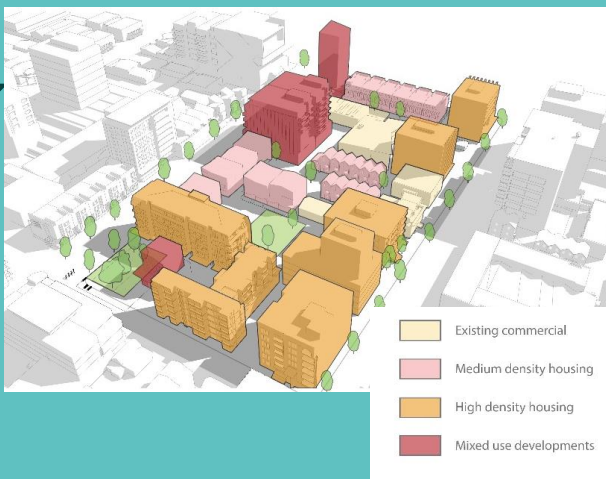 Existing commercial
Medium density housing
High density housing
Mixed use developments